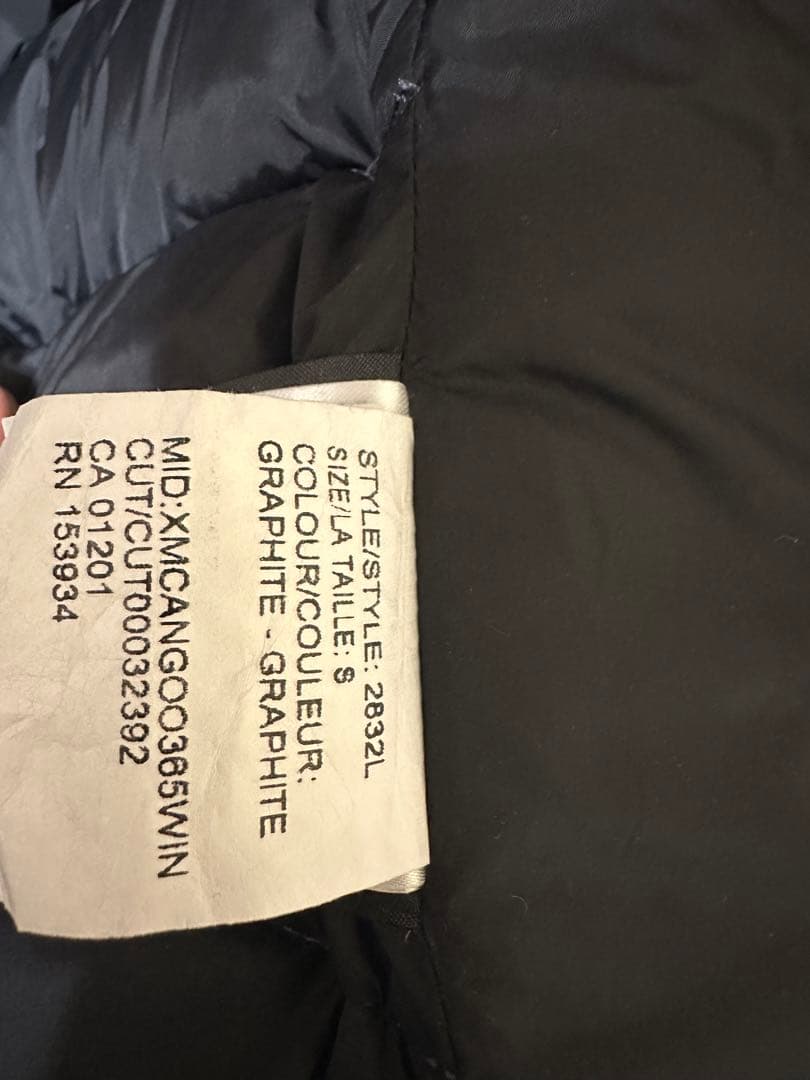 STYLE/STYLE: 2832L
SIZE/LA TAILLE: S
COLOUR/COULEUR:
GRAPHITE - GRAPHITE
MID:XMCANGOO365WIN
CUT/CUT00032392
CA 01201
RN 153934